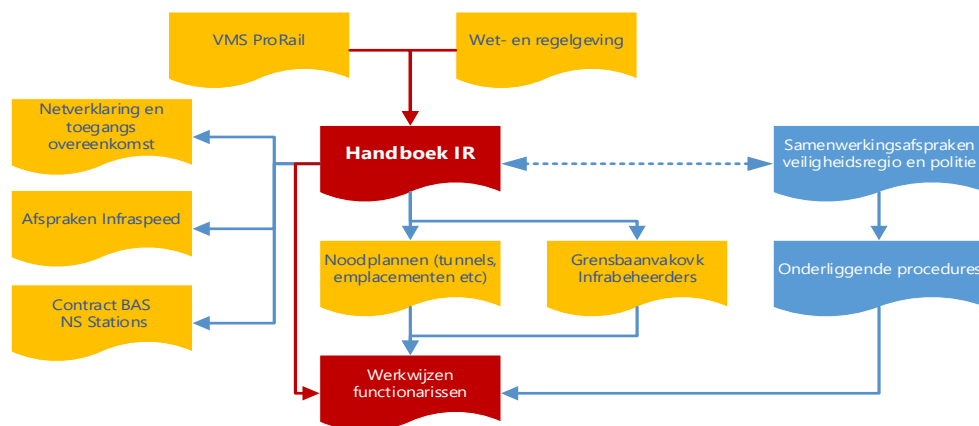 VMS ProRail
Wet- en regelgeving
Netverklaring en
toegangs
overeenkomst
Handboek IR
Samenwerkingsafspraken
veiligheidsregio en politie
Afspraken Infraspeed
Noodplannen (tunnels,
emplacementen etc)
Grensbaanvakovk
Infrabeheerders
Onderliggende procedures
Contract BAS
NS Stations
Werkwijzen
functionarissen